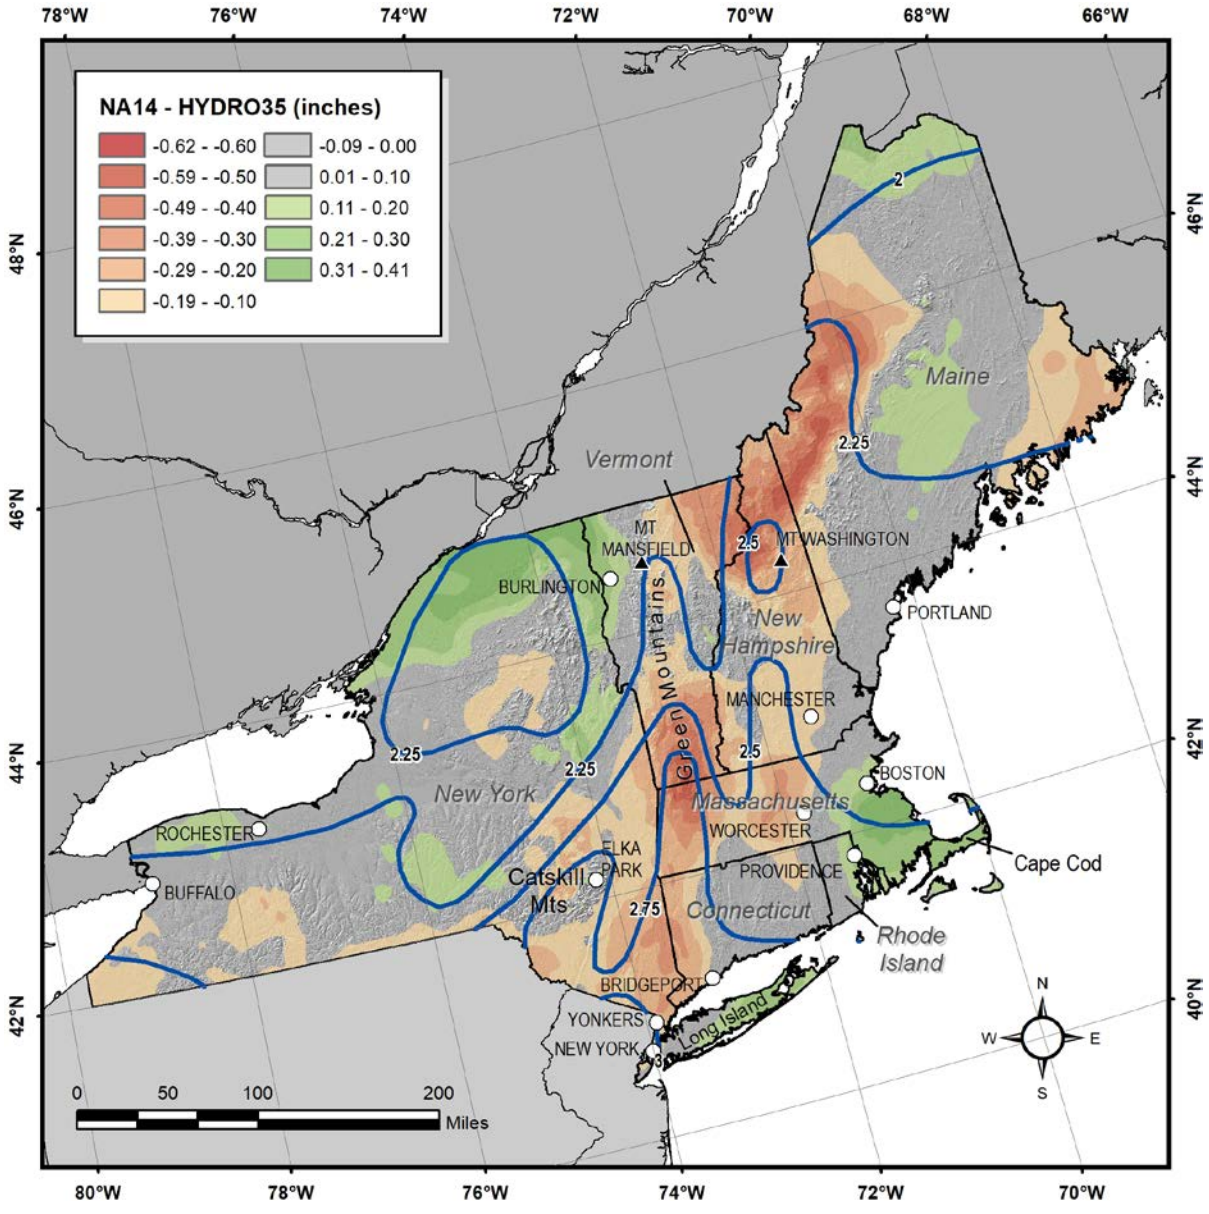 78°W 76°W 74°W 72°W 70°W 68°W 66°W
NA14 - HYDRO35 (inches)
-0.62 - -0.60 -0.09 - 0.00
-0.59 - -0.50 0.01 - 0.10
-0.49 - -0.40 0.11 - 0.20
-0.39 - -0.30 0.21 - 0.30
-0.29 - -0.20 0.31 - 0.41
-0.19 - -0.10
2
46°N
48°N
Maine
2.25
Vermont
44°N
46°N
MT
MANSFIELD
2.5
MT WASHINGTON
BURLINGTON
PORTLAND
New
Hampshire
Green Mountains
MANCHESTER
42°N
44°N
2.25
2.25
2.5
BOSTON
New York
Massachusetts
ROCHESTER
WORCESTER
ELKA
PARK
Cape Cod
BUFFALO
Catskill
Mts
PROVIDENCE
2.75
Connecticut
Rhode
Island
BRIDGEPORT
42°N
40°N
YONKERS
Long Island
NEW YORK
3
N
W E
S
0 50 100 200
Miles
80°W 78°W 76°W 74°W 72°W 70°W